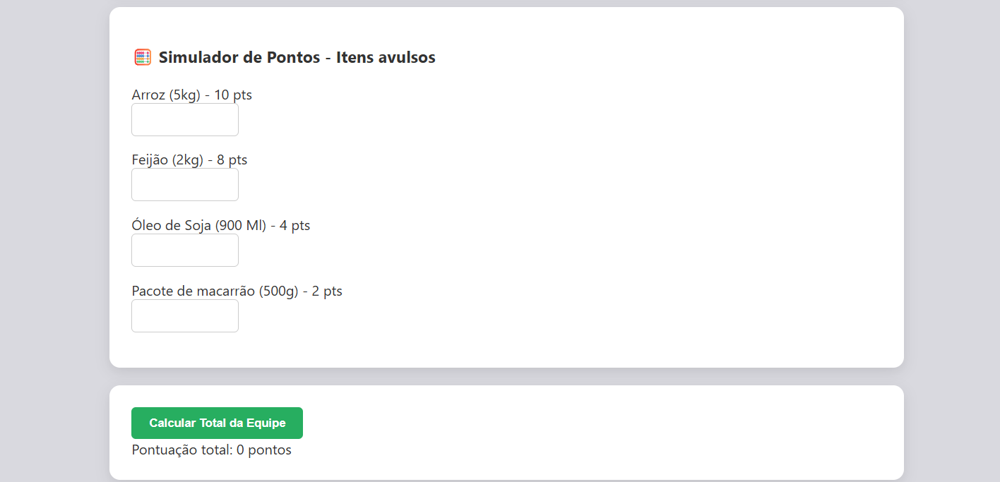 Simulador de Pontos - Itens avulsos
Arroz (5kg) - 10 pts
Feijão (2kg) - 8 pts
Óleo de Soja (900 Ml) - 4 pts
Pacote de macarrão (500g) - 2 pts
Calcular Total da Equipe
Pontuação total: 0 pontos